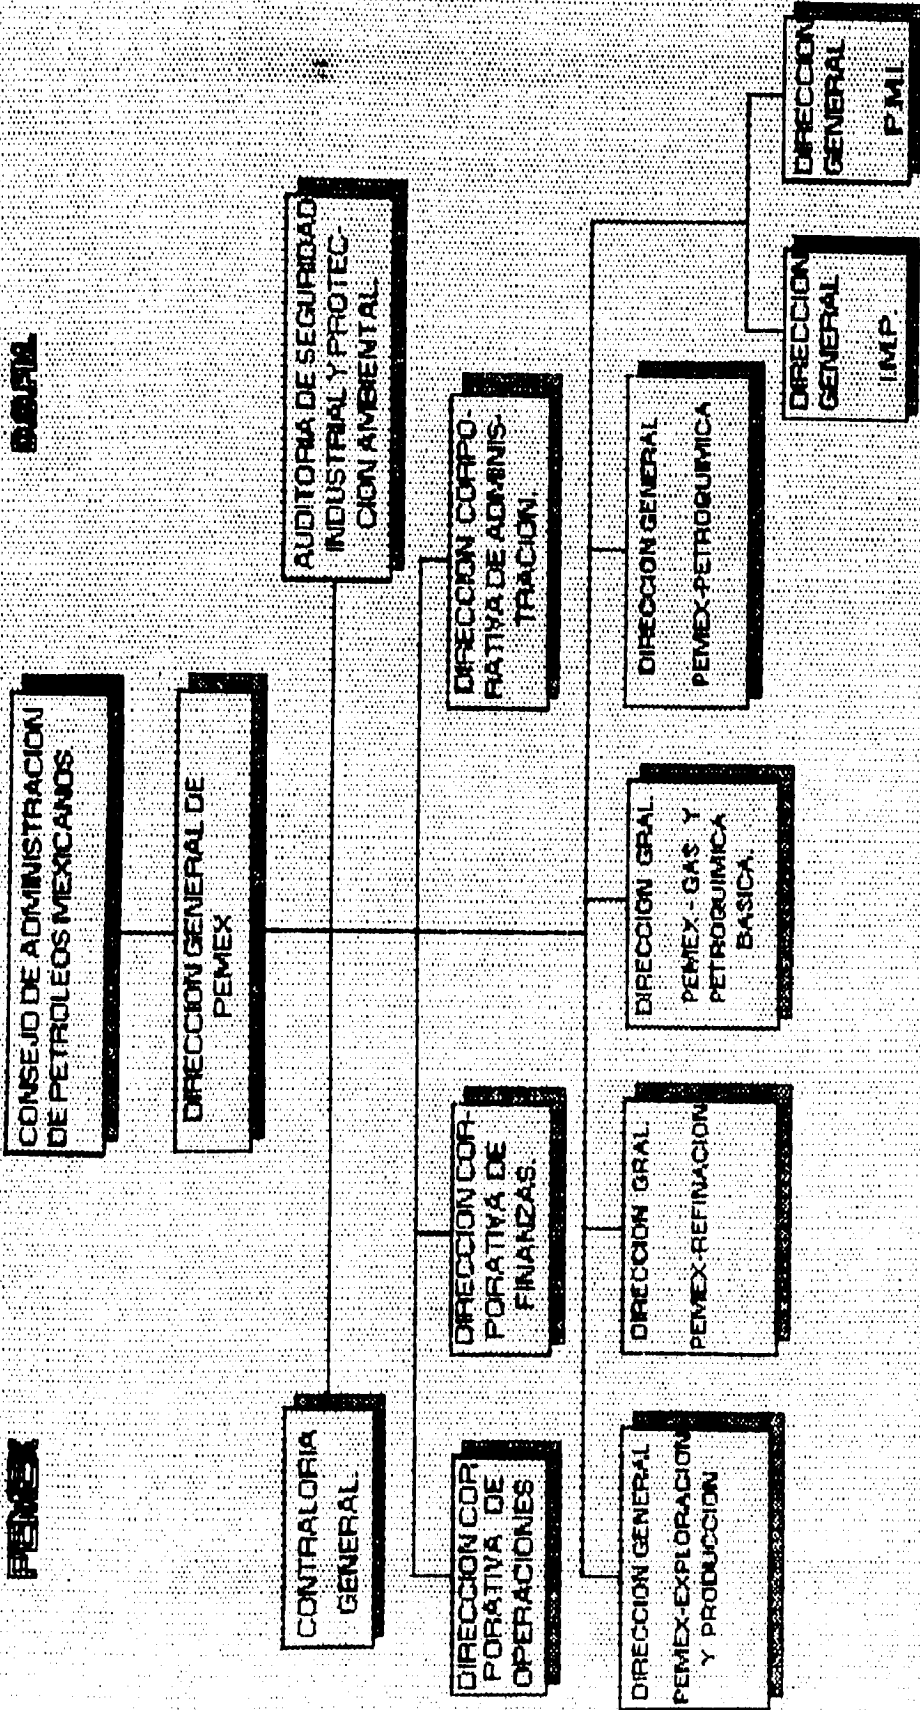 PEMEX
CONSEJO DE ADMINISTRACION
DE PETROLEOS MEXICANOS.
DIRECCION GENERAL DE
PEMEX
CONTRALORIA
GENERAL.
AUDITORIA DE SEGURIDAD
INDUSTRIAL Y PROTEC-
CION AMBIENTAL.
DIRECCION COR
PORATIVA DE
OPERACIONES
DIRECCION COR-
PORATIVA DE
FINANZAS.
DIRECCION CORPO-
RATIVA DE ADMINIS-
TRACION.
DIRECCION GENERAL
PEMEX-EXPLORACION
Y PRODUCCION
DIRECCION GRAL.
PEMEX-REFINACION
DIRECCION GRAL.
PEMEX - GAS Y
PETROQUIMICA
BASICA.
DIRECCION GENERAL
PEMEX-PETROQUIMICA
DIRECCION
GENERAL
I.M.P.
DIRECCION
GENERAL
P.M.I.